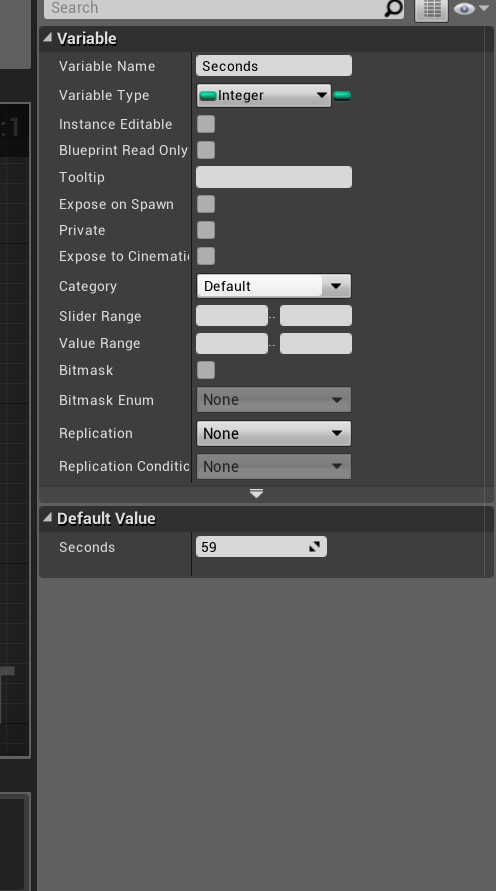 Search
Variable
Variable Name Seconds
Variable Type Integer
Instance Editable
Blueprint Read Only
Tooltip
Expose on Spawn
Private
Expose to Cinemati
Category Default
Slider Range ..
Value Range ..
Bitmask
Bitmask Enum None
Replication None
Replication Conditic None
Default Value
Seconds 59
:1